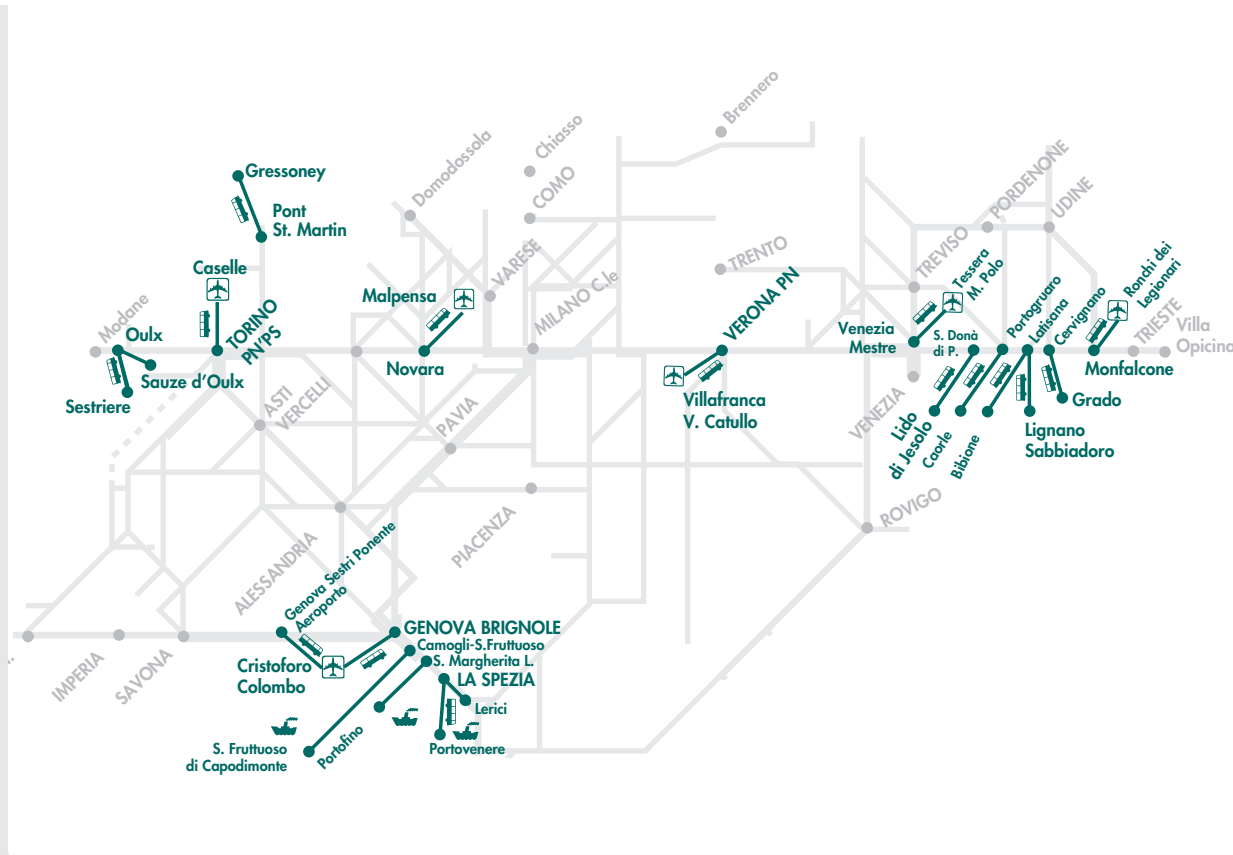 Brennero
Chiasso
Domodossola
COMO
PORDENONE
UDINE
Gressoney
Pont
St. Martin
VARESE
MILANO C.le
TRENTO
TREVISO
Tessera
M. Polo
Ronchi dei
Legionari
Caselle
Malpensa
Modane
Oulx
TORINO
PN'PS
VERONA PN
Venezia
Mestre
S. Donà
di P.
Portogruaro
Latisana
Cervignano
TRIESTE
Villa
Opicina
Sauze d'Oulx
Sestriere
Novara
Monfalcone
Villafranca
V. Catullo
ASTI
VERCELLI
PAVIA
VENEZIA
Lido
di Jesolo
Caorle
Bibione
Lignano
Sabbiadoro
Grado
ROVIGO
PIACENZA
ALESSANDRIA
Genova Sestri Ponente
Aeroporto
GENOVA BRIGNOLE
Camogli-S.Fruttuoso
S. Margherita L.
LA SPEZIA
IMPERIA
SAVONA
Cristoforo
Colombo
Lerici
S. Fruttuoso
di Capodimonte
Portofino
Portovenere